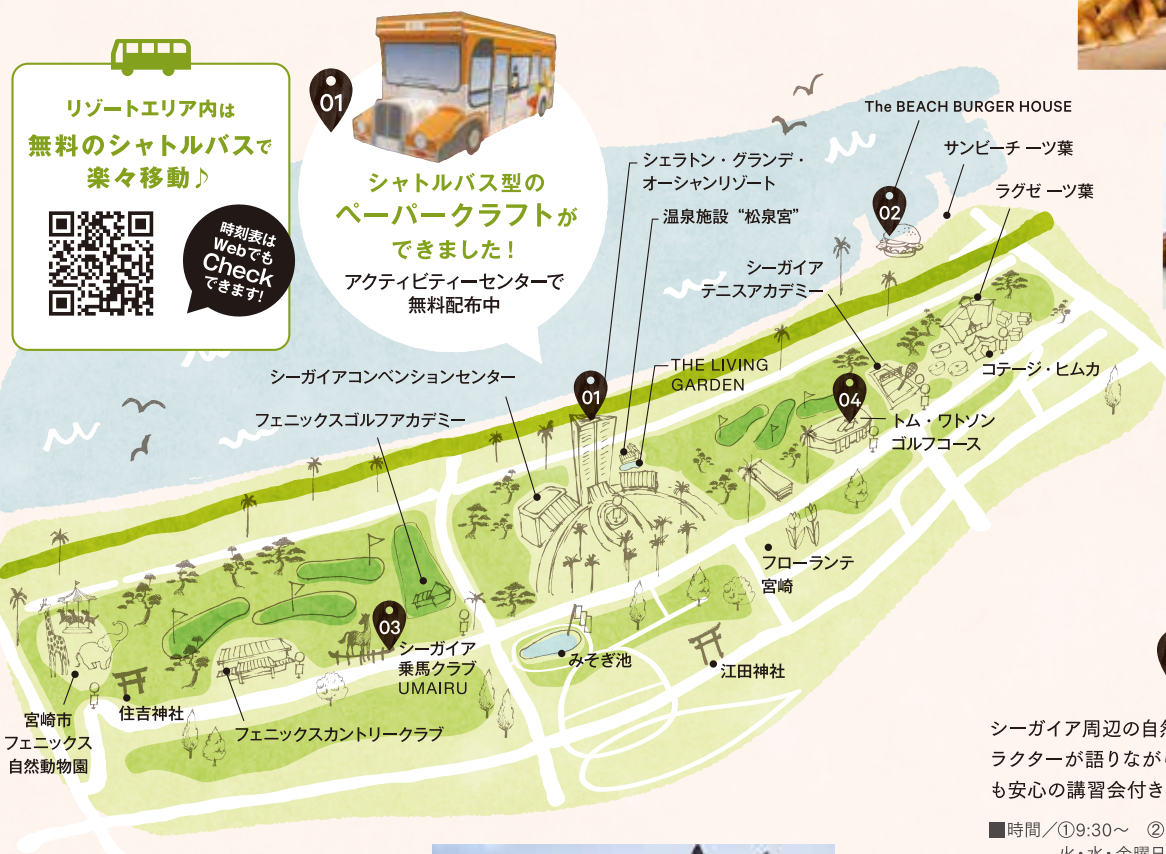 リゾートエリア内は
無料のシャトルバスで
楽々移動♪
時刻表は
Webでも
Check
できます!
01
シャトルバス型の
ペーパークラフトが
できました!
アクティビティーセンターで
無料配布中
The BEACH BURGER HOUSE
サンビーチ 一ツ葉
ラグゼ 一ツ葉
02
シェラトン・グランデ・
オーシャンリゾート
温泉施設 “松泉宮”
シーガイア
テニスアカデミー
THE LIVING
GARDEN
コテージ・ヒムカ
シーガイアコンベンションセンター
フェニックスゴルフアカデミー
01
04
トム・ワトソン
ゴルフコース
フローランテ
宮崎
03
シーガイア
乗馬クラブ
UMAIRU
みそぎ池
江田神社
宮崎市
フェニックス
自然動物園
住吉神社
フェニックスカントリークラブ
シーガイア周辺の自然
ラクターが語りながら
も安心の講習会付き
■時間/①9:30〜 ②
火・水・金曜日